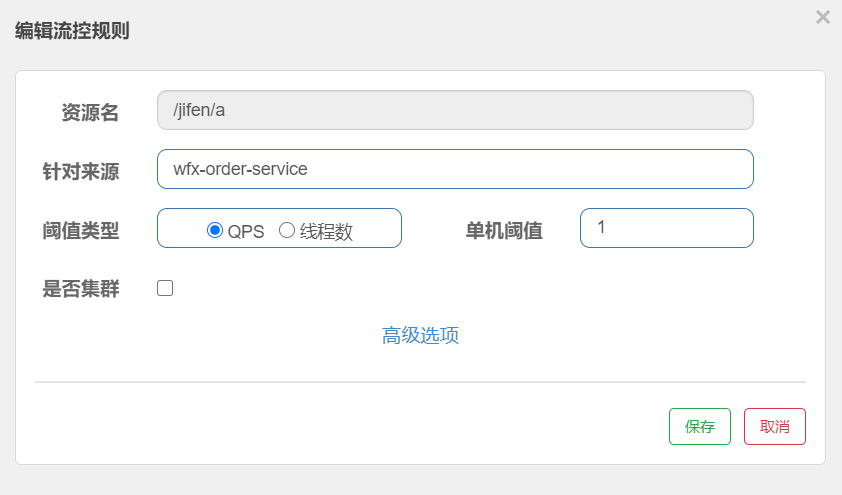 编辑流控规则
×
资源名 /jifen/a
针对来源 wfx-order-service
阈值类型 QPS 线程数 单机阈值 1
是否集群
高级选项
保存 取消